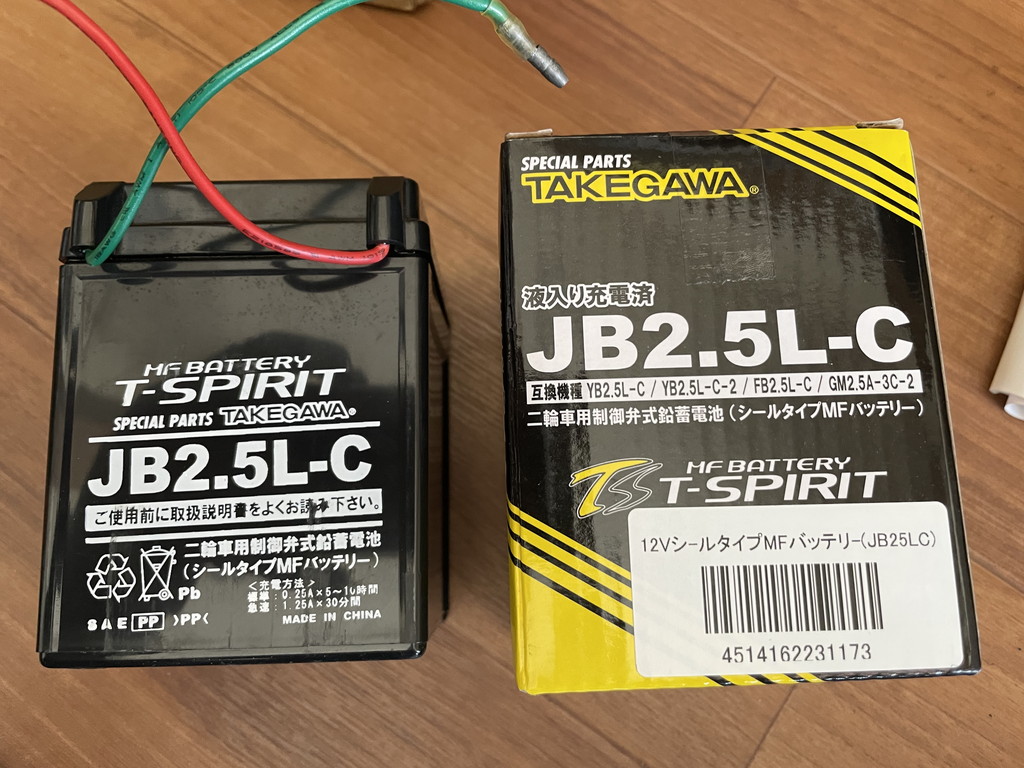 MF BATTERY
T-SPIRIT
SPECIAL PARTS TAKEGAWA®
JB2.5L-C
ご使用前に取扱説明書をよくお読み下さい。
二輪車用制御弁式鉛蓄電池
(シールタイプMFバッテリー)
Pb
<充電方法>
標準：0.25A×5～10時間
急速：1.25A×30分間
SAE PP >PP<
MADE IN CHINA
SPECIAL PARTS
TAKEGAWA®
液入り充電済
JB2.5L-C
互換機種 YB2.5L-C / YB2.5L-C-2 / FB2.5L-C / GM2.5A-3C-2
二輪車用制御弁式鉛蓄電池(シールタイプMFバッテリー)
TSS
MF BATTERY
T-SPIRIT
12VシールタイプMFバッテリー(JB25LC)
4514162231173